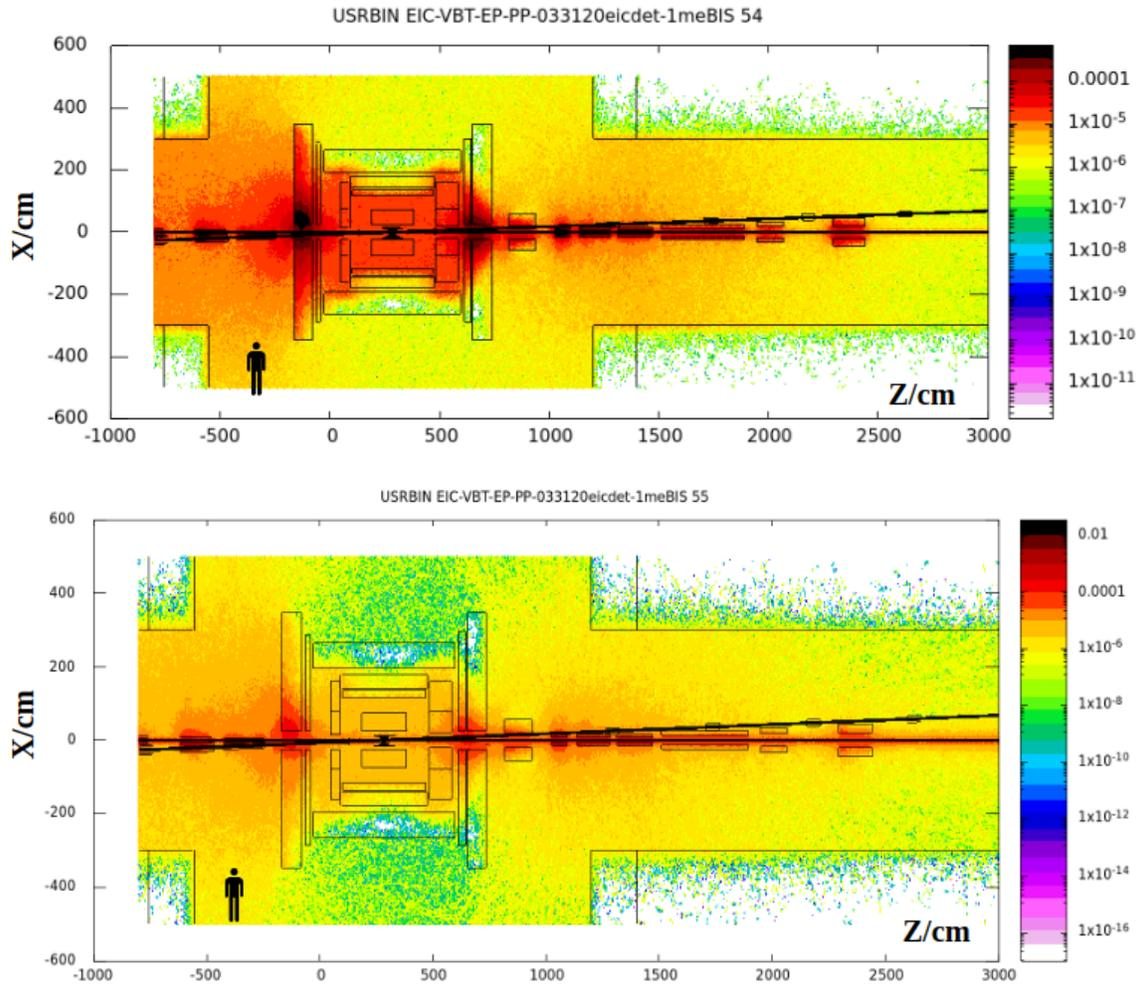 USRBIN EIC-VBT-EP-PP-033120eicdet-1meBIS 54
600
400
200
0
-200
-400
-600
X/cm
-1000 -500 0 500 1000 1500 2000 2500 3000
Z/cm
0.0001
1x10-5
1x10-6
1x10-7
1x10-8
1x10-9
1x10-10
1x10-11
USRBIN EIC-VBT-EP-PP-033120eicdet-1meBIS 55
600
400
200
0
-200
-400
-600
X/cm
-1000 -500 0 500 1000 1500 2000 2500 3000
Z/cm
0.01
0.0001
1x10-6
1x10-8
1x10-10
1x10-12
1x10-14
1x10-16